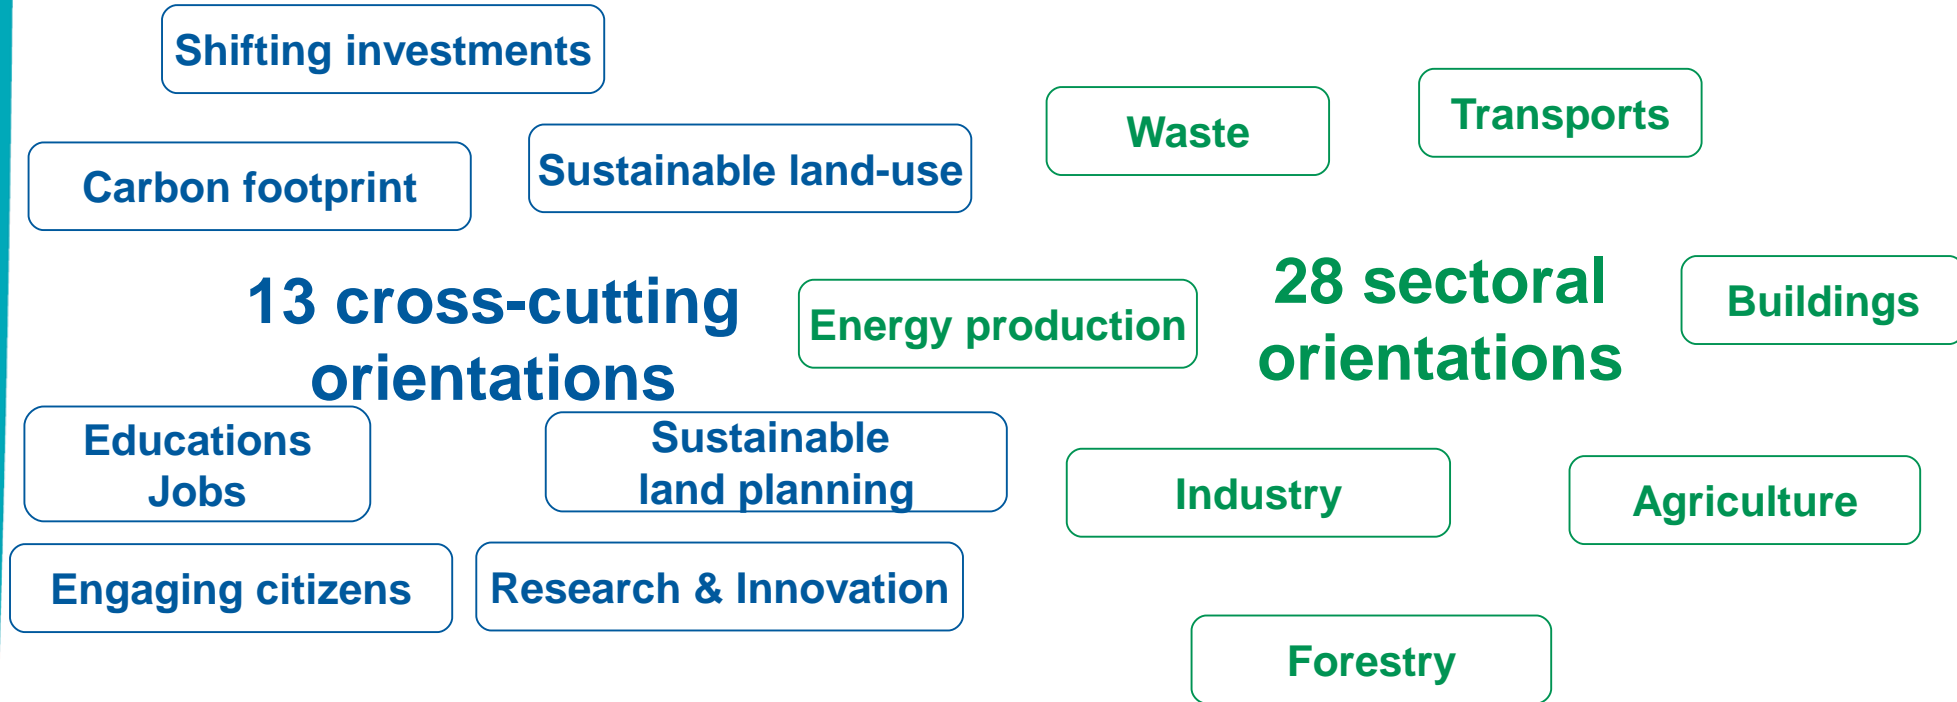 Shifting investments
Carbon footprint
Sustainable land-use
13 cross-cutting
orientations
Educations
Jobs
Sustainable
land planning
Engaging citizens
Research & Innovation
Waste
Transports
Energy production
28 sectoral
orientations
Buildings
Industry
Agriculture
Forestry